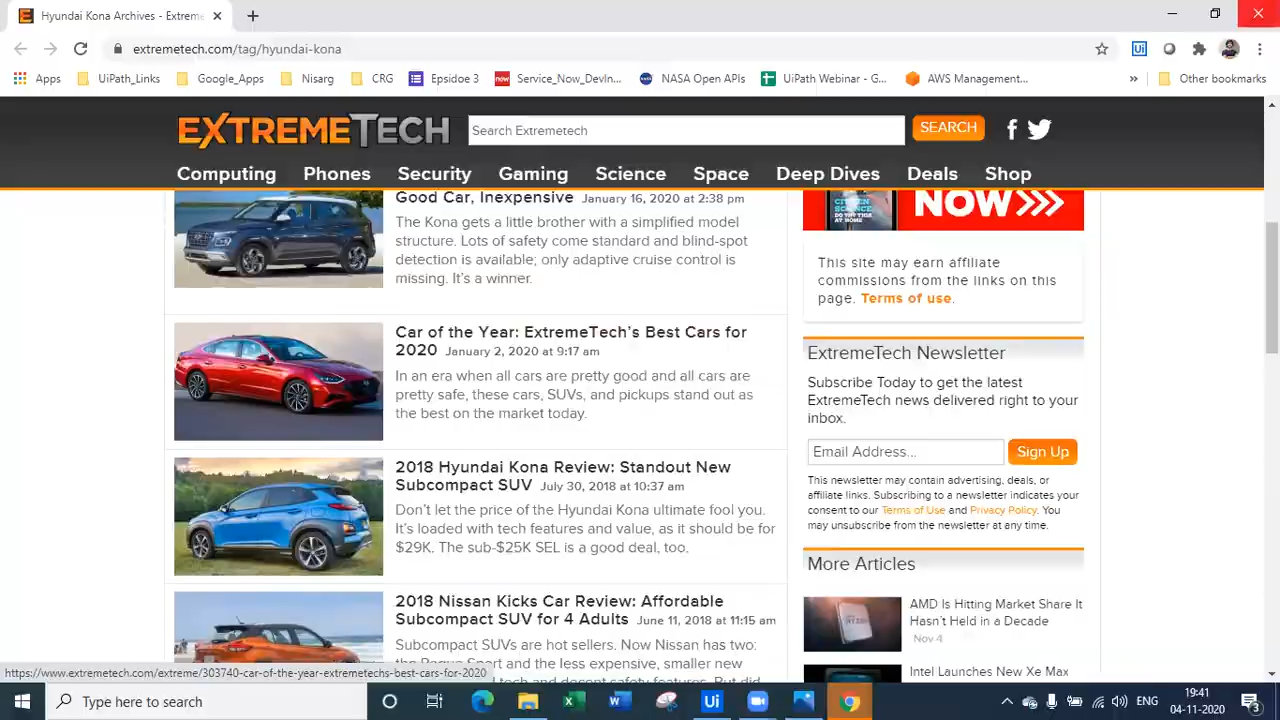 Hyundai Kona Archives - Extreme
extremetech.com/tag/hyundai-kona
Ui
Apps
UiPath_Links
Google_Apps
Nisarg
CRG
Epsidoe 3
now
Service_Now_DevIn...
NASA Open APIs
UiPath Webinar - G...
AWS Management...
»
Other bookmarks
EXTREMETECH
Search Extremetech
SEARCH
Computing
Phones
Security
Gaming
Science
Space
Deep Dives
Deals
Shop
Good Car, Inexpensive January 16, 2020 at 2:38 pm
The Kona gets a little brother with a simplified model
structure. Lots of safety come standard and blind-spot
detection is available; only adaptive cruise control is
missing. It's a winner.
Car of the Year: ExtremeTech's Best Cars for
2020 January 2, 2020 at 9:17 am
In an era when all cars are pretty good and all cars are
pretty safe, these cars, SUVs, and pickups stand out as
the best on the market today.
2018 Hyundai Kona Review: Standout New
Subcompact SUV July 30, 2018 at 10:37 am
Don't let the price of the Hyundai Kona ultimate fool you.
It's loaded with tech features and value, as it should be for
$29K. The sub-$25K SEL is a good deal, too.
2018 Nissan Kicks Car Review: Affordable
Subcompact SUV for 4 Adults June 11, 2018 at 11:15 am
Subcompact SUVs are hot sellers. Now Nissan has two:
the Rogue Sport and the less expensive, smaller new
tech and decent safety features. But did
CITIZEN
SCIENCE
NOW
This site may earn affiliate
commissions from the links on this
page. Terms of use.
ExtremeTech Newsletter
Subscribe Today to get the latest
ExtremeTech news delivered right to your
inbox.
Email Address...
Sign Up
This newsletter may contain advertising, deals, or
affiliate links. Subscribing to a newsletter indicates your
consent to our Terms of Use and Privacy Policy. You
may unsubscribe from the newsletter at any time.
More Articles
AMD Is Hitting Market Share It
Hasn't Held in a Decade
Nov 4
Intel Launches New Xe Max
https://www.extremetech.com/extreme/303740-car-of-the-year-extremetechs-best-cars-for-2020
Type here to search
Ui
ENG
19:41
04-11-2020
3